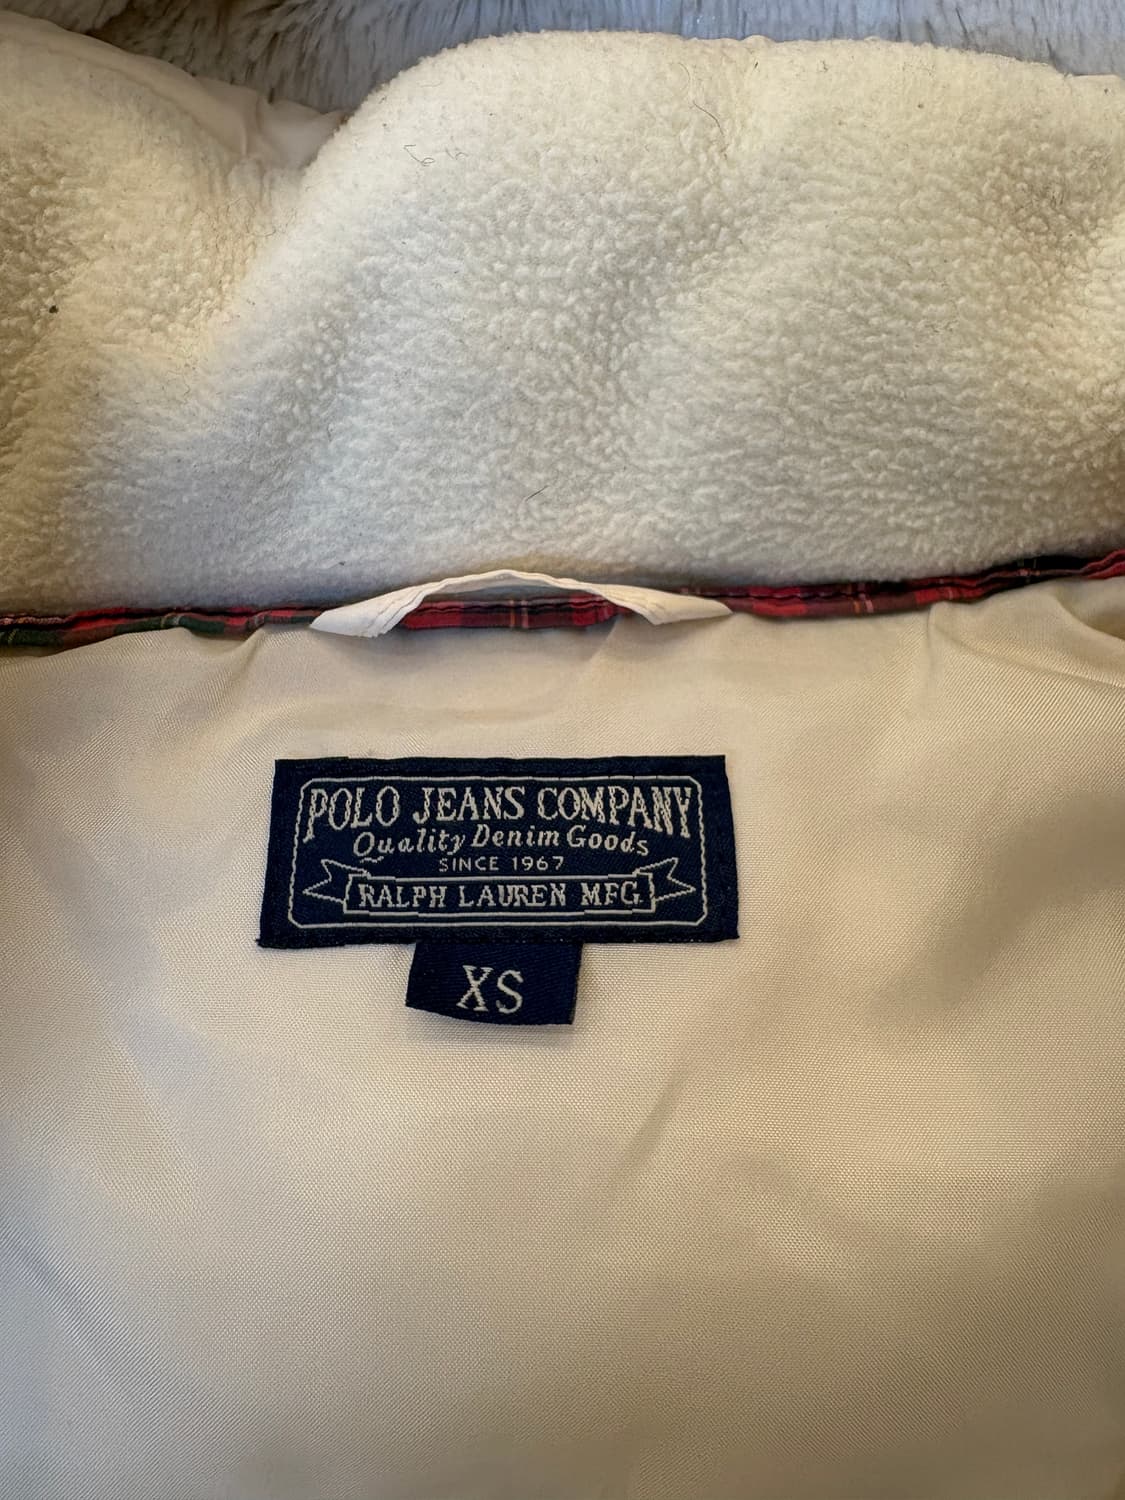 POLO JEANS COMPANY
Quality Denim Goods
SINCE 1967
RALPH LAUREN MFG.
XS